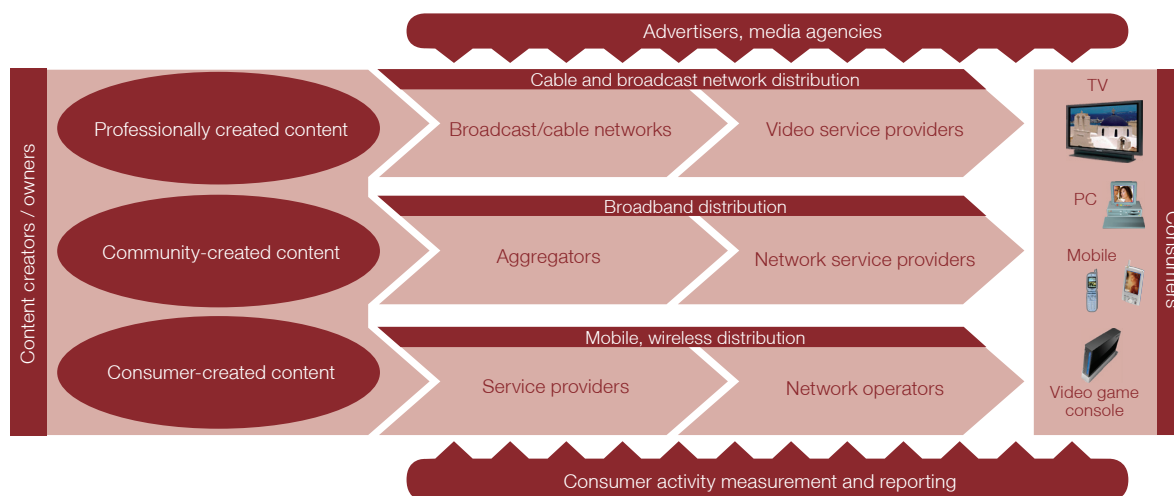 Advertisers, media agencies
Content creators / owners
Professionally created content
Cable and broadcast network distribution
Broadcast/cable networks
Video service providers
Community-created content
Broadband distribution
Aggregators
Network service providers
Consumer-created content
Mobile, wireless distribution
Service providers
Network operators
TV
PC
Mobile
Video game
console
Consumers
Consumer activity measurement and reporting